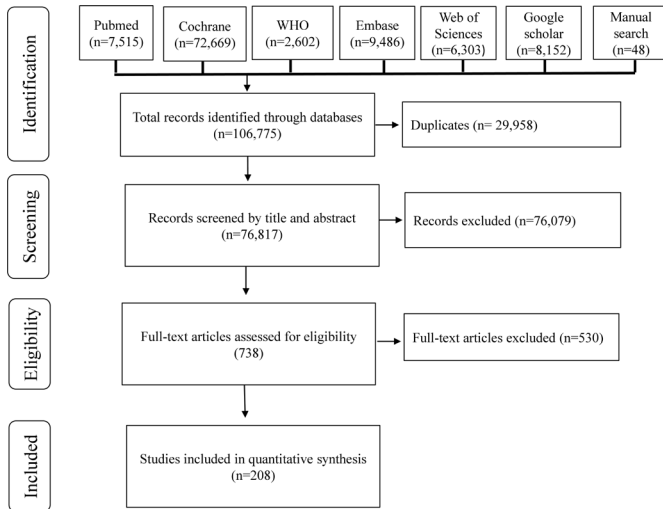 Pubmed
(n=7,515)
Cochrane
(n=72,669)
WHO
(n=2,602)
Embase
(n=9,486)
Web of
Sciences
(n=6,303)
Google
scholar
(n=8,152)
Manual
search
(n=48)
Identification
Total records identified through databases
(n=106,775)
Duplicates (n= 29,958)
Screening
Records screened by title and abstract
(n=76,817)
Records excluded (n=76,079)
Eligibility
Full-text articles assessed for eligibility
(738)
Full-text articles excluded (n=530)
Included
Studies included in quantitative synthesis
(n=208)